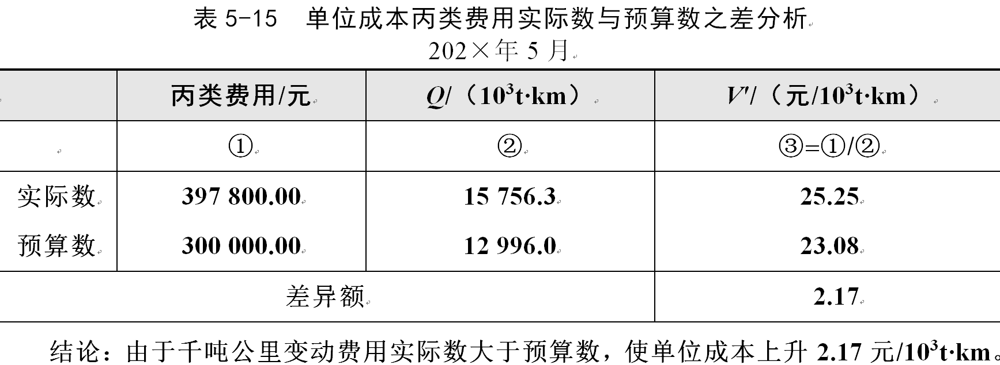 表 5-15　单位成本丙类费用实际数与预算数之差分析
202×年 5 月
丙类费用/元　Q/（10³t·km）　V′/（元/10³t·km）
①　②　③=①/②
实际数　397 800.00　15 756.3　25.25
预算数　300 000.00　12 996.0　23.08
差异额　2.17
结论：由于千吨公里变动费用实际数大于预算数，使单位成本上升 2.17 元/10³t·km。